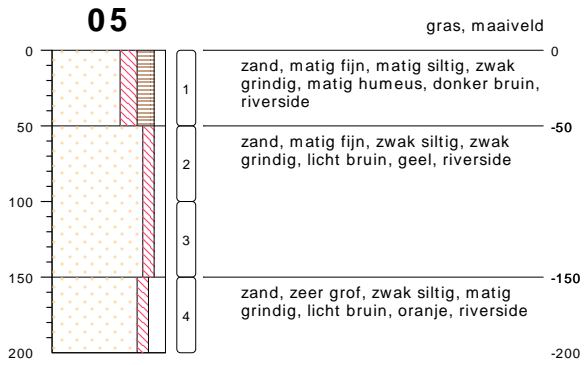 05
gras, maaiveld
0
0
1
zand, matig fijn, matig siltig, zwak
grindig, matig humeus, donker bruin,
riverside
50
-50
2
zand, matig fijn, zwak siltig, zwak
grindig, licht bruin, geel, riverside
100
3
150
-150
4
zand, zeer grof, zwak siltig, matig
grindig, licht bruin, oranje, riverside
200
-200